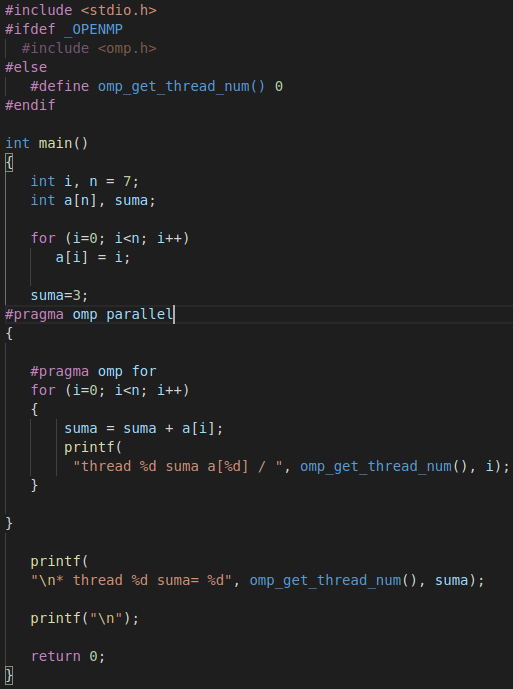 #include <stdio.h>
#ifdef _OPENMP
#include <omp.h>
#else
#define omp_get_thread_num() 0
#endif
int main()
{
int i, n = 7;
int a[n], suma;
for (i=0; i<n; i++)
a[i] = i;
suma=3;
#pragma omp parallel
{
#pragma omp for
for (i=0; i<n; i++)
{
suma = suma + a[i];
printf(
"thread %d suma a[%d] / ", omp_get_thread_num(), i);
}
}
printf(
"\n* thread %d suma= %d", omp_get_thread_num(), suma);
printf("\n");
return 0;
}